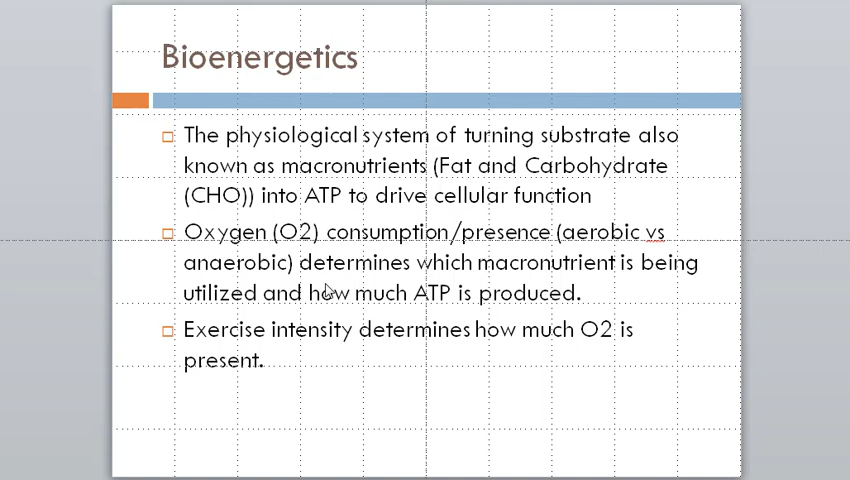 Bioenergetics
The physiological system of turning substrate also
known as macronutrients (Fat and Carbohydrate
(CHO)) into ATP to drive cellular function
Oxygen (O2) consumption/presence (aerobic vs
anaerobic) determines which macronutrient is being
utilized and how much ATP is produced.
Exercise intensity determines how much O2 is
present.